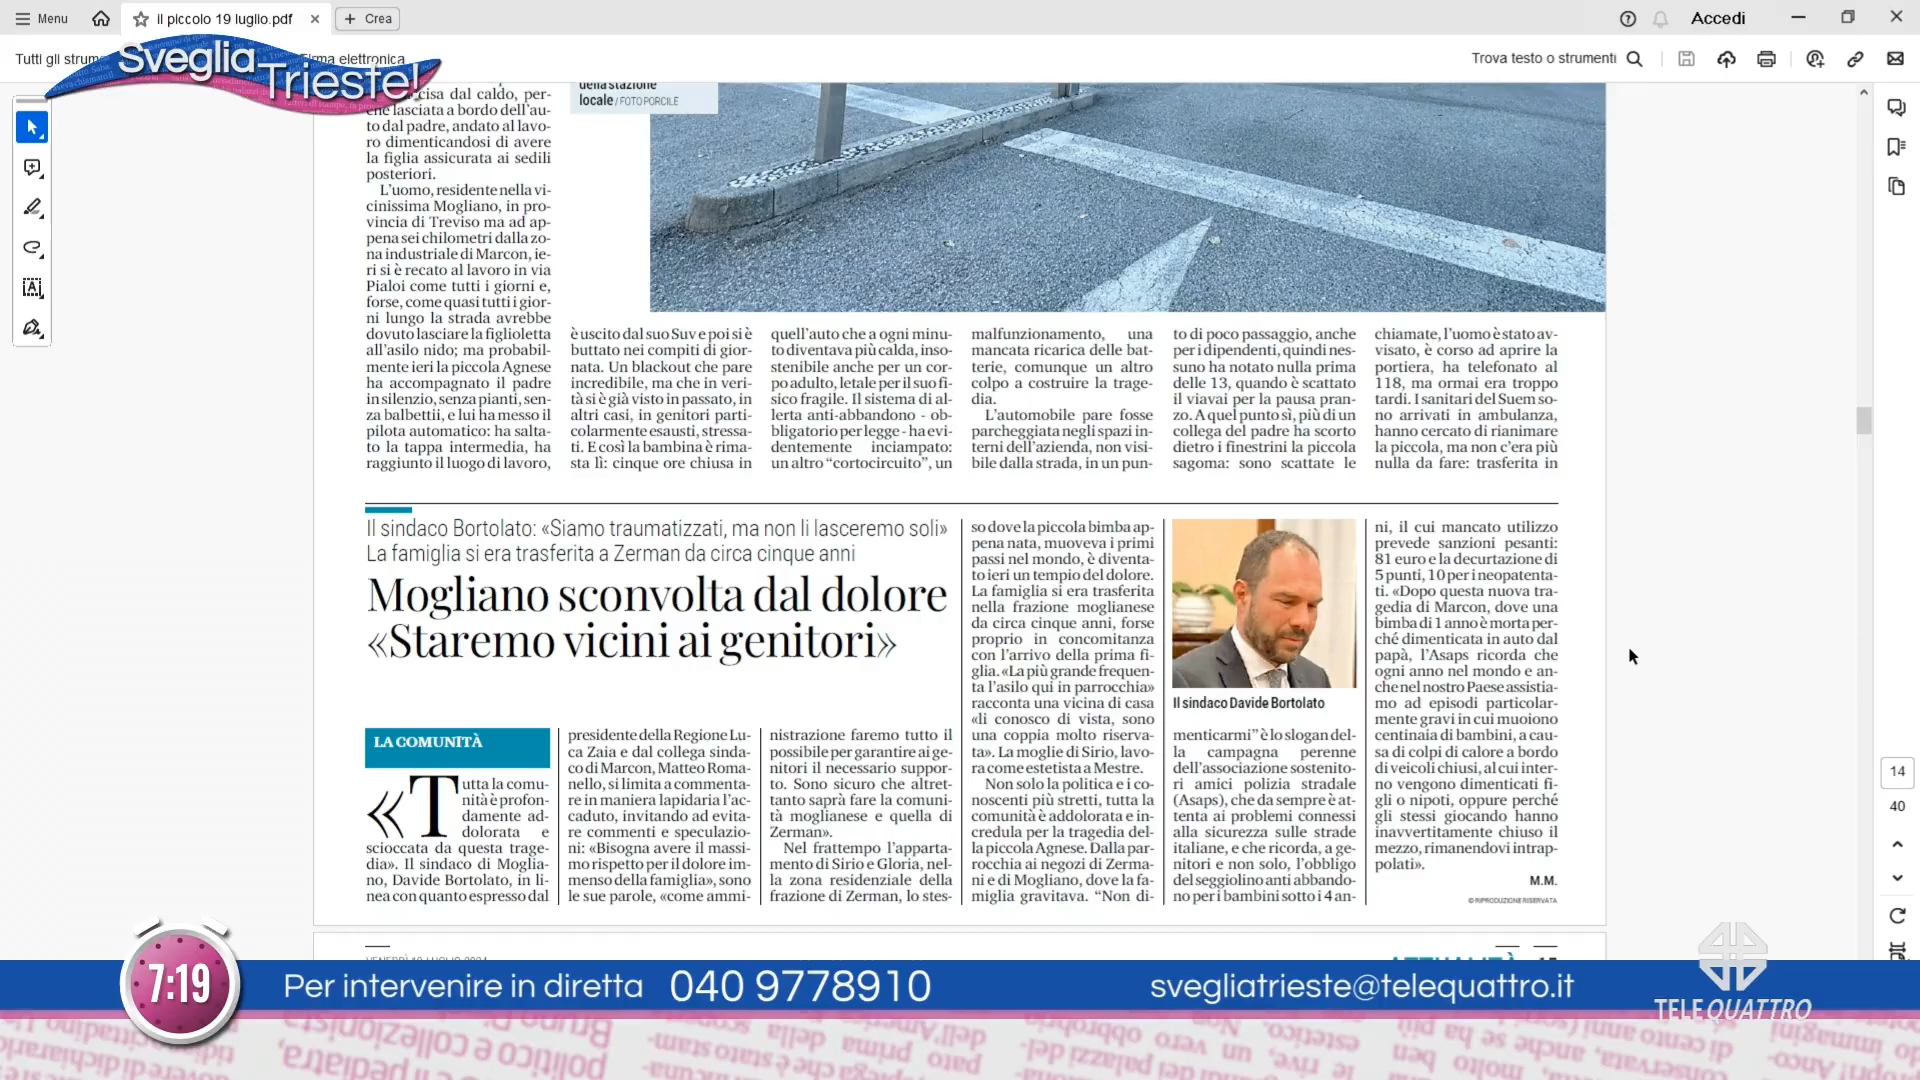 Menu
il piccolo 19 luglio.pdf
Crea
Accedi
Tutti gli strum
irma elettronica
Trova testo o strumenti
Sveglia
Trieste!
cisa dal caldo, per-
ché lasciata a bordo dell'au-
to dal padre, andato al lavo-
ro dimenticandosi di avere
la figlia assicurata ai sedili
posteriori.
L'uomo, residente nella vi-
cinissima Mogliano, in pro-
vincia di Treviso ma ad ap-
pena sei chilometri dalla zo-
na industriale di Marcon, ie-
ri si è recato al lavoro in via
Pialoi come tutti i giorni e,
forse, come quasi tutti i gior-
ni lungo la strada avrebbe
dovuto lasciare la figlioletta
all'asilo nido; ma probabil-
mente ieri la piccola Agnese
ha accompagnato il padre
in silenzio, senza pianti, sen-
za balbettii, e lui ha messo il
pilota automatico: ha salta-
to la tappa intermedia, ha
raggiunto il luogo di lavoro,
della stazione
locale / FOTO PORCILE
è uscito dal suo Suv e poi si è
buttato nei compiti di gior-
nata. Un blackout che pare
incredibile, ma che in veri-
tà si è già visto in passato, in
altri casi, in genitori parti-
colarmente esausti, stressa-
ti. E così la bambina è rima-
sta lì: cinque ore chiusa in
quell'auto che a ogni minu-
to diventava più calda, inso-
stenibile anche per un cor-
po adulto, letale per il suo fi-
sico fragile. Il sistema di al-
lerta anti-abbandono - ob-
bligatorio per legge - ha evi-
dentemente inciampato:
un altro “cortocircuito”, un
malfunzionamento, una
mancata ricarica delle bat-
terie, comunque un altro
colpo a costruire la trage-
dia.
L'automobile pare fosse
parcheggiata negli spazi in-
terni dell'azienda, non visi-
bile dalla strada, in un pun-
to di poco passaggio, anche
per i dipendenti, quindi nes-
suno ha notato nulla prima
delle 13, quando è scattato
il viavai per la pausa pran-
zo. A quel punto sì, più di un
collega del padre ha scorto
dietro i finestrini la piccola
sagoma: sono scattate le
chiamate, l'uomo è stato av-
visato, è corso ad aprire la
portiera, ha telefonato al
118, ma ormai era troppo
tardi. I sanitari del Suem so-
no arrivati in ambulanza,
hanno cercato di rianimare
la piccola, ma non c'era più
nulla da fare: trasferita in
Il sindaco Bortolato: «Siamo traumatizzati, ma non li lasceremo soli»
La famiglia si era trasferita a Zerman da circa cinque anni
Mogliano sconvolta dal dolore
«Staremo vicini ai genitori»
LA COMUNITÀ
«Tutta la comu-
nità è profon-
damente ad-
dolorata e
scioccata da questa trage-
dia». Il sindaco di Moglia-
no, Davide Bortolato, in li-
nea con quanto espresso dal
presidente della Regione Lu-
ca Zaia e dal collega sinda-
co di Marcon, Matteo Roma-
nello, si limita a commenta-
re in maniera lapidaria l'ac-
caduto, invitando ad evita-
re commenti e speculazio-
ni: «Bisogna avere il massi-
mo rispetto per il dolore im-
menso della famiglia», sono
le sue parole, «come ammi-
nistrazione faremo tutto il
possibile per garantire ai ge-
nitori il necessario suppor-
to. Sono sicuro che altret-
tanto saprà fare la comuni-
tà moglianese e quella di
Zerman».
Nel frattempo l'apparta-
mento di Sirio e Gloria, nel-
la zona residenziale della
frazione di Zerman, lo stes-
so dove la piccola bimba ap-
pena nata, muoveva i primi
passi nel mondo, è diventa-
to ieri un tempio del dolore.
La famiglia si era trasferita
nella frazione moglianese
da circa cinque anni, forse
proprio in concomitanza
con l'arrivo della prima fi-
glia. «La più grande frequen-
ta l'asilo qui in parrocchia»
racconta una vicina di casa
«li conosco di vista, sono
una coppia molto riserva-
ta». La moglie di Sirio, lavo-
ra come estetista a Mestre.
Non solo la politica e i co-
noscenti più stretti, tutta la
comunità è addolorata e in-
credula per la tragedia del-
la piccola Agnese. Dalla par-
rocchia ai negozi di Zerma-
n e di Mogliano, dove la fa-
miglia gravitava. “Non di-
Il sindaco Davide Bortolato
menticarmi” è lo slogan del-
la campagna perenne
dell'associazione sostenito-
ri amici polizia stradale
(Asaps), che da sempre è at-
tenta ai problemi connessi
alla sicurezza sulle strade
italiane, e che ricorda, a ge-
nitori e non solo, l'obbligo
del seggiolino anti abbando-
no per i bambini sotto i 4 an-
ni, il cui mancato utilizzo
prevede sanzioni pesanti:
81 euro e la decurtazione di
5 punti, 10 per i neopatenta-
ti. «Dopo questa nuova tra-
gedia di Marcon, dove una
bimba di 1 anno è morta per-
ché dimenticata in auto dal
papà, l'Asaps ricorda che
ogni anno nel mondo e an-
che nel nostro Paese assistia-
mo ad episodi particolar-
mente gravi in cui muoiono
centinaia di bambini, a cau-
sa di colpi di calore a bordo
di veicoli chiusi, al cui inter-
no vengono dimenticati fi-
gli o nipoti, oppure perché
gli stessi giocando hanno
inavvertitamente chiuso il
mezzo, rimanendovi intrap-
polati».
M.M.
© RIPRODUZIONE RISERVATA
14
40
7:19
Per intervenire in diretta 040 9778910
svegliatrieste@telequattro.it
TELEQUATTRO